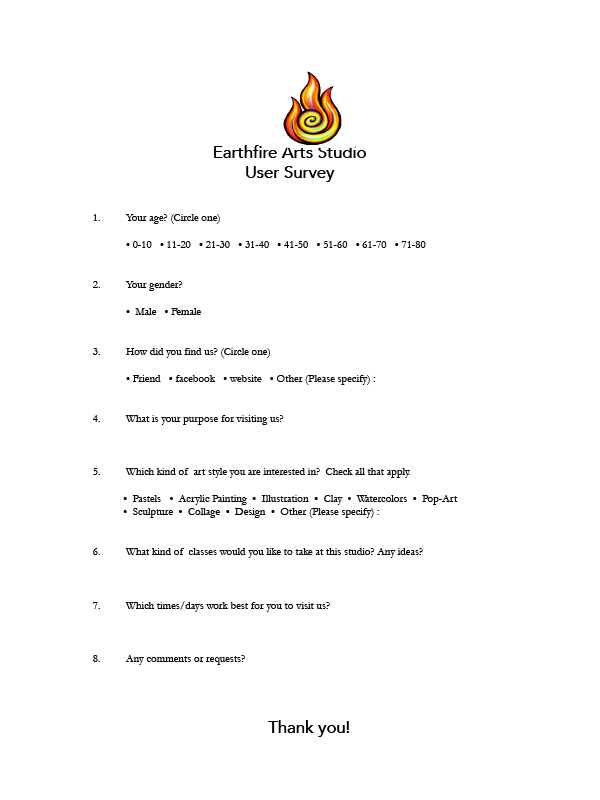 Earthfire Arts Studio
User Survey
1. Your age? (Circle one)
• 0-10 • 11-20 • 21-30 • 31-40 • 41-50 • 51-60 • 61-70 • 71-80
2. Your gender?
• Male • Female
3. How did you find us? (Circle one)
• Friend • facebook • website • Other (Please specify) :
4. What is your purpose for visiting us?
5. Which kind of art style you are interested in? Check all that apply.
• Pastels • Acrylic Painting • Illustration • Clay • Watercolors • Pop-Art
• Sculpture • Collage • Design • Other (Please specify) :
6. What kind of classes would you like to take at this studio? Any ideas?
7. Which times/days work best for you to visit us?
8. Any comments or requests?
Thank you!